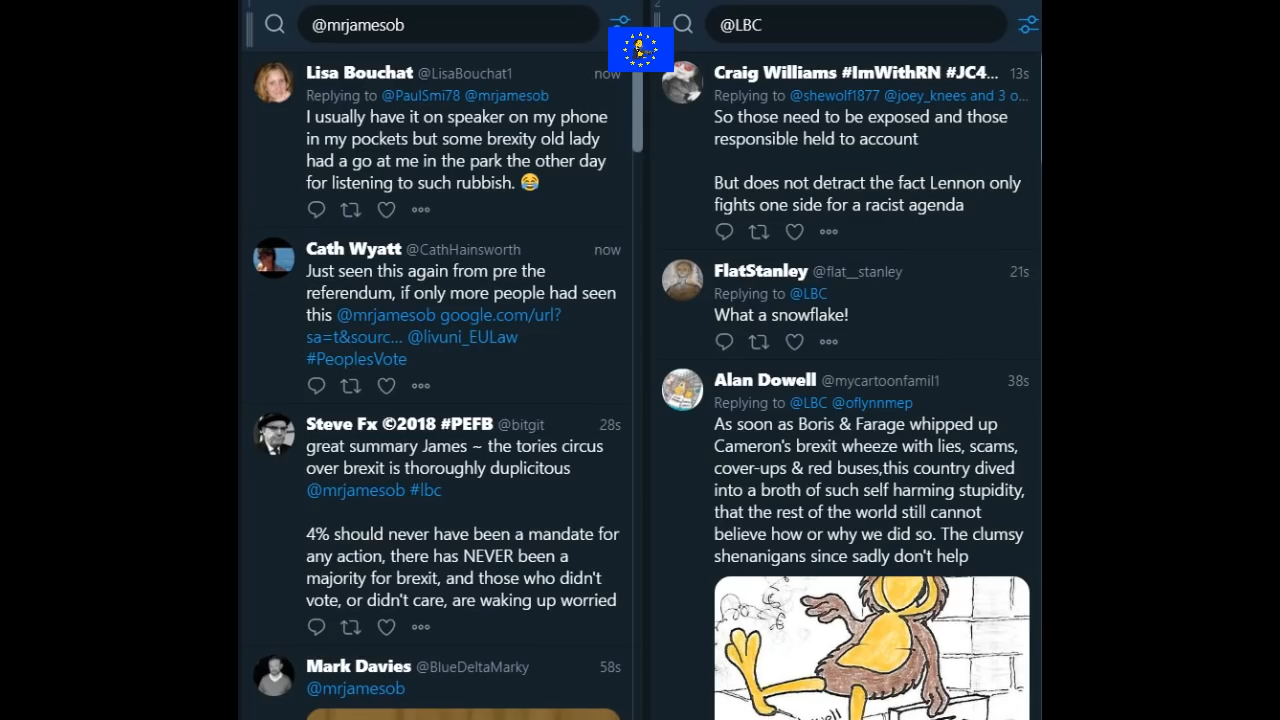 1
@mrjamesob
Lisa Bouchat @LisaBouchat1 now
Replying to @PaulSmi78 @mrjamesob
I usually have it on speaker on my phone
in my pockets but some brexity old lady
had a go at me in the park the other day
for listening to such rubbish. 😂
Cath Wyatt @CathHainsworth now
Just seen this again from pre the
referendum, if only more people had seen
this @mrjamesob google.com/url?
sa=t&sourc... @livuni_EULaw
#PeoplesVote
Steve Fx ©2018 #PEFB @bitgit 28s
great summary James ~ the tories circus
over brexit is thoroughly duplicitous
@mrjamesob #lbc
4% should never have been a mandate for
any action, there has NEVER been a
majority for brexit, and those who didn't
vote, or didn't care, are waking up worried
Mark Davies @BlueDeltaMarky 58s
@mrjamesob
2
@LBC
Craig Williams #ImWithRN #JC4... 13s
Replying to @shewolf1877 @joey_knees and 3 o...
So those need to be exposed and those
responsible held to account
But does not detract the fact Lennon only
fights one side for a racist agenda
FlatStanley @flat__stanley 21s
Replying to @LBC
What a snowflake!
Alan Dowell @mycartoonfamil1 38s
Replying to @LBC @oflynnmep
As soon as Boris & Farage whipped up
Cameron's brexit wheeze with lies, scams,
cover-ups & red buses,this country dived
into a broth of such self harming stupidity,
that the rest of the world still cannot
believe how or why we did so. The clumsy
shenanigans since sadly don't help